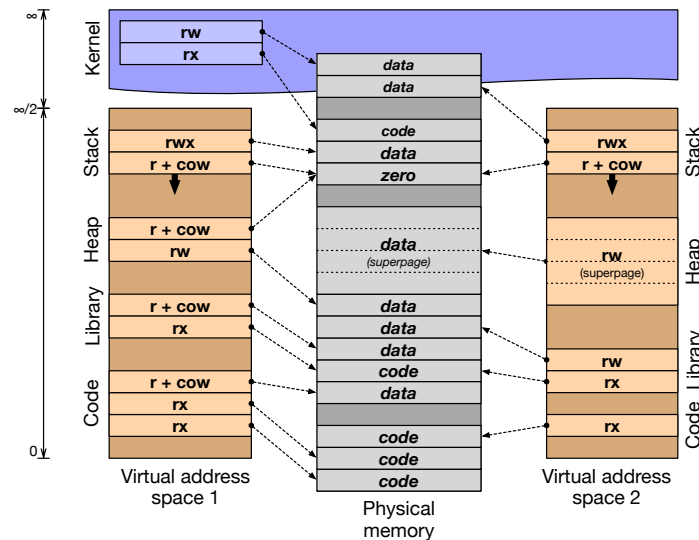 ∞
∞/2
0
Kernel
rw
rx
Stack
rwx
r + cow
Heap
r + cow
rw
Library
r + cow
rx
Code
r + cow
rx
rx
Virtual address
space 1
data
data
code
data
zero
data
(superpage)
data
data
data
code
data
code
code
code
Physical
memory
rwx
r + cow
Stack
rw
(superpage)
Heap
rw
rx
Library
rx
Code
Virtual address
space 2